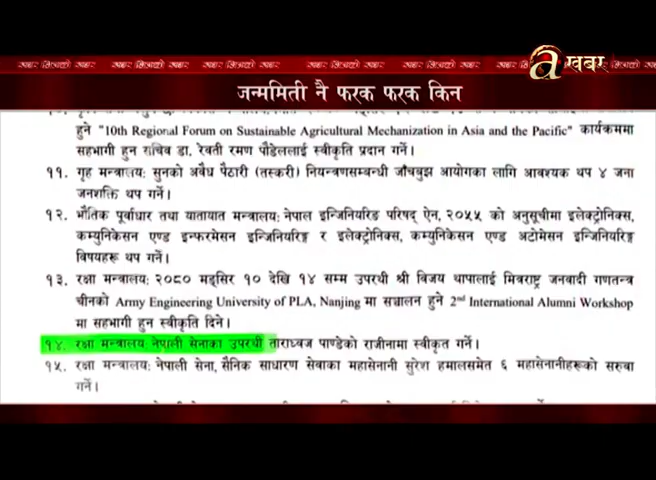 a खबर
जन्ममिती नै फरक फरक किन
हुने "10th Regional Forum on Sustainable Agricultural Mechanization in Asia and the Pacific" कार्यक्रममा
सहभागी हुन सचिव डा. रेवती रमण पौडेललाई स्वीकृति प्रदान गर्ने।
११. गृह मन्त्रालय: सुनको अवैध पैठारी (तस्करी) नियन्त्रणसम्बन्धी जाँचबुझ आयोगका लागि आवश्यक थप ४ जना
जनशक्ति थप गर्ने।
१२. भौतिक पूर्वाधार तथा यातायात मन्त्रालय: नेपाल इन्जिनियरिङ परिषद् ऐन, २०५५ को अनुसूचीमा इलेक्ट्रोनिक्स,
कम्युनिकेसन एण्ड इन्फरमेसन इन्जिनियरिङ्ग र इलेक्ट्रोनिक्स, कम्युनिकेसन एण्ड अटोमेसन इन्जिनियरिङ्ग
विषयहरू थप गर्ने।
१३. रक्षा मन्त्रालय: २०८० मङ्सिर १० देखि १४ सम्म उपरथी श्री विजय थापालाई मित्रराष्ट्र जनवादी गणतन्त्र
चीनको Army Engineering University of PLA, Nanjing मा सञ्चालन हुने 2nd International Alumni Workshop
मा सहभागी हुन स्वीकृति दिने।
१४. रक्षा मन्त्रालय: नेपाली सेनाका उपरथी ताराध्वज पाण्डेको राजीनामा स्वीकृत गर्ने।
१५. रक्षा मन्त्रालय: नेपाली सेना, सैनिक साधारण सेवाका महासेनानी सुरेश हमालसमेत ६ महासेनानीहरूको सरुवा
गर्ने।